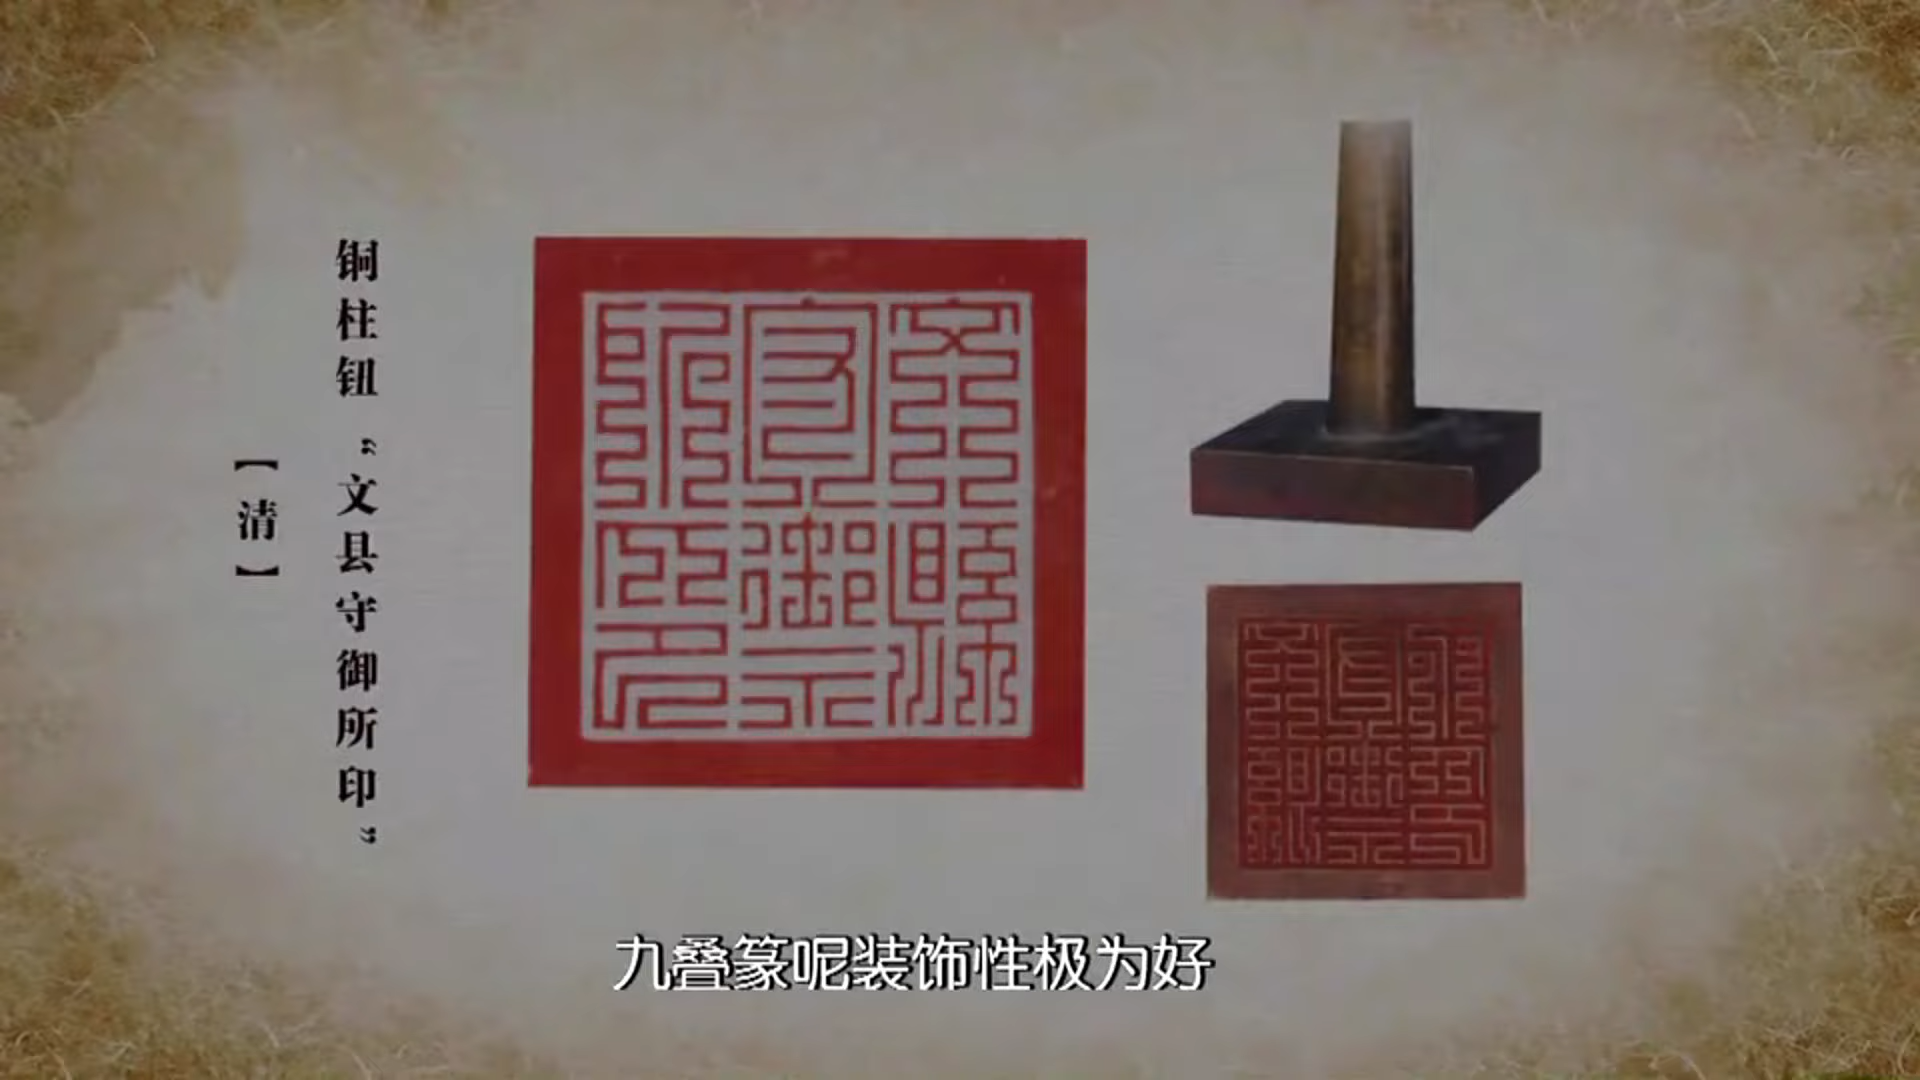 铜柱钮“文县守御所印”
【清】
九叠篆呢装饰性极为好